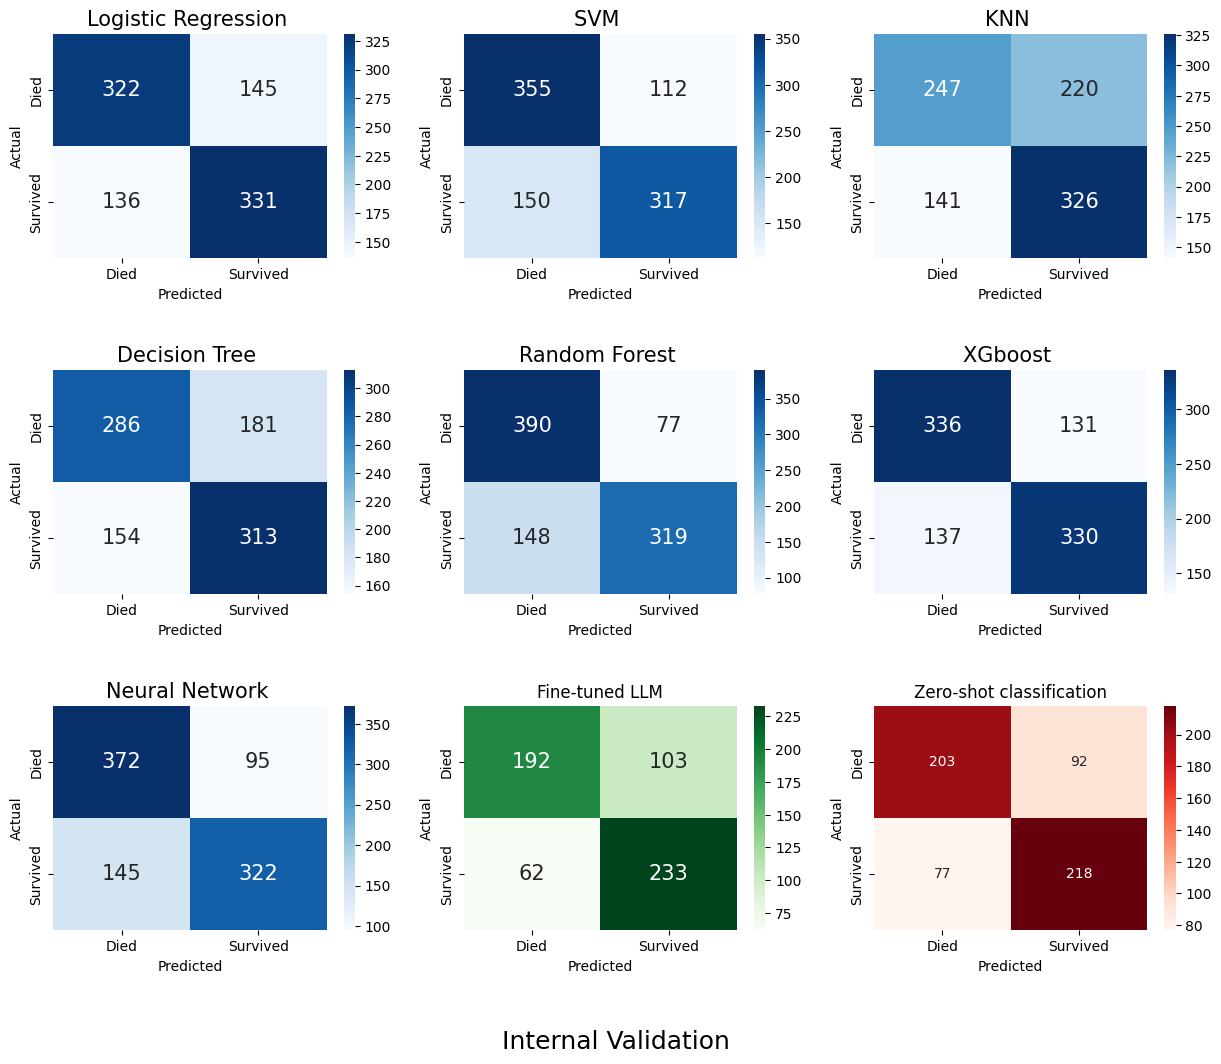 Logistic Regression
322 145
136 331
Died
Survived
Actual
Died Survived
Predicted
325
300
275
250
225
200
175
150
SVM
355 112
150 317
Died
Survived
Actual
Died Survived
Predicted
350
300
250
200
150
KNN
247 220
141 326
Died
Survived
Actual
Died Survived
Predicted
325
300
275
250
225
200
175
150
Decision Tree
286 181
154 313
Died
Survived
Actual
Died Survived
Predicted
300
280
260
240
220
200
180
160
Random Forest
390 77
148 319
Died
Survived
Actual
Died Survived
Predicted
350
300
250
200
150
100
XGboost
336 131
137 330
Died
Survived
Actual
Died Survived
Predicted
300
250
200
150
Neural Network
372 95
145 322
Died
Survived
Actual
Died Survived
Predicted
350
300
250
200
150
100
Fine-tuned LLM
192 103
62 233
Died
Survived
Actual
Died Survived
Predicted
225
200
175
150
125
100
75
Zero-shot classification
203 92
77 218
Died
Survived
Actual
Died Survived
Predicted
200
180
160
140
120
100
80
Internal Validation